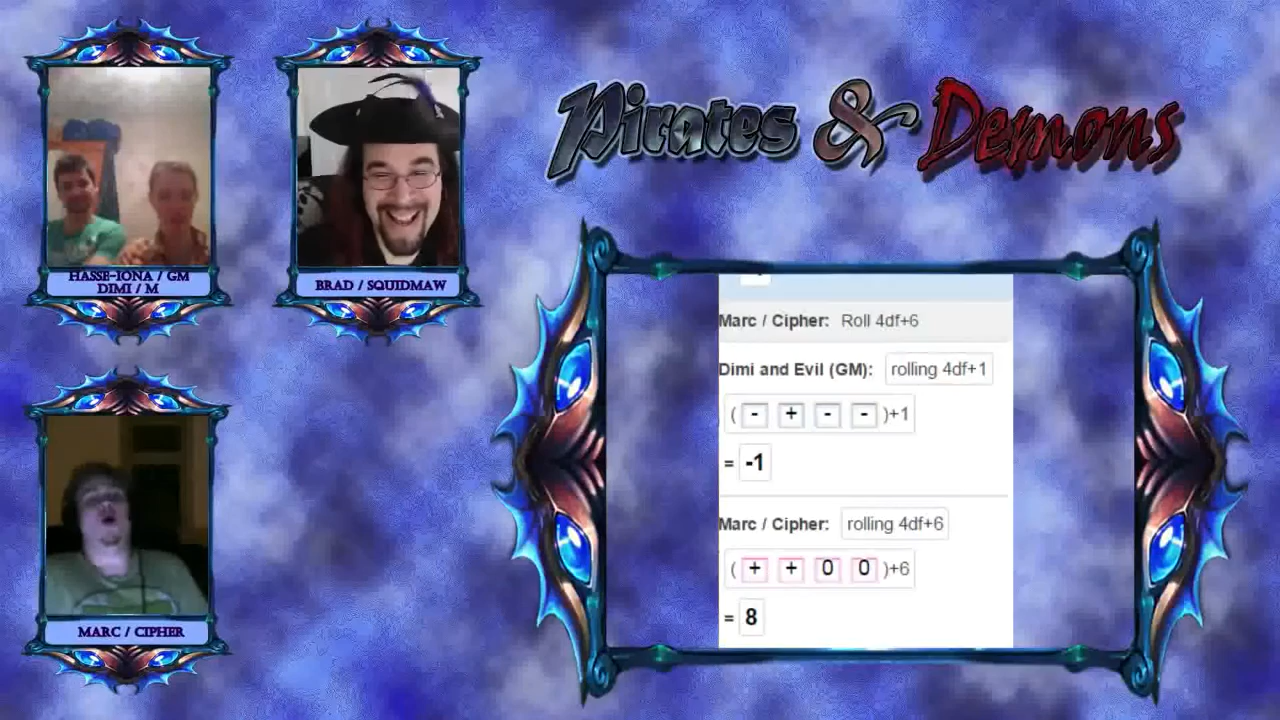 Pirates & Demons
HASSE-IONA / GM
DIMI / M
BRAD / SQUIDMAW
MARC / CIPHER
Marc / Cipher: Roll 4df+6
Dimi and Evil (GM): rolling 4df+1
( - + - - )+1
= -1
Marc / Cipher: rolling 4df+6
( + + 0 0 )+6
= 8